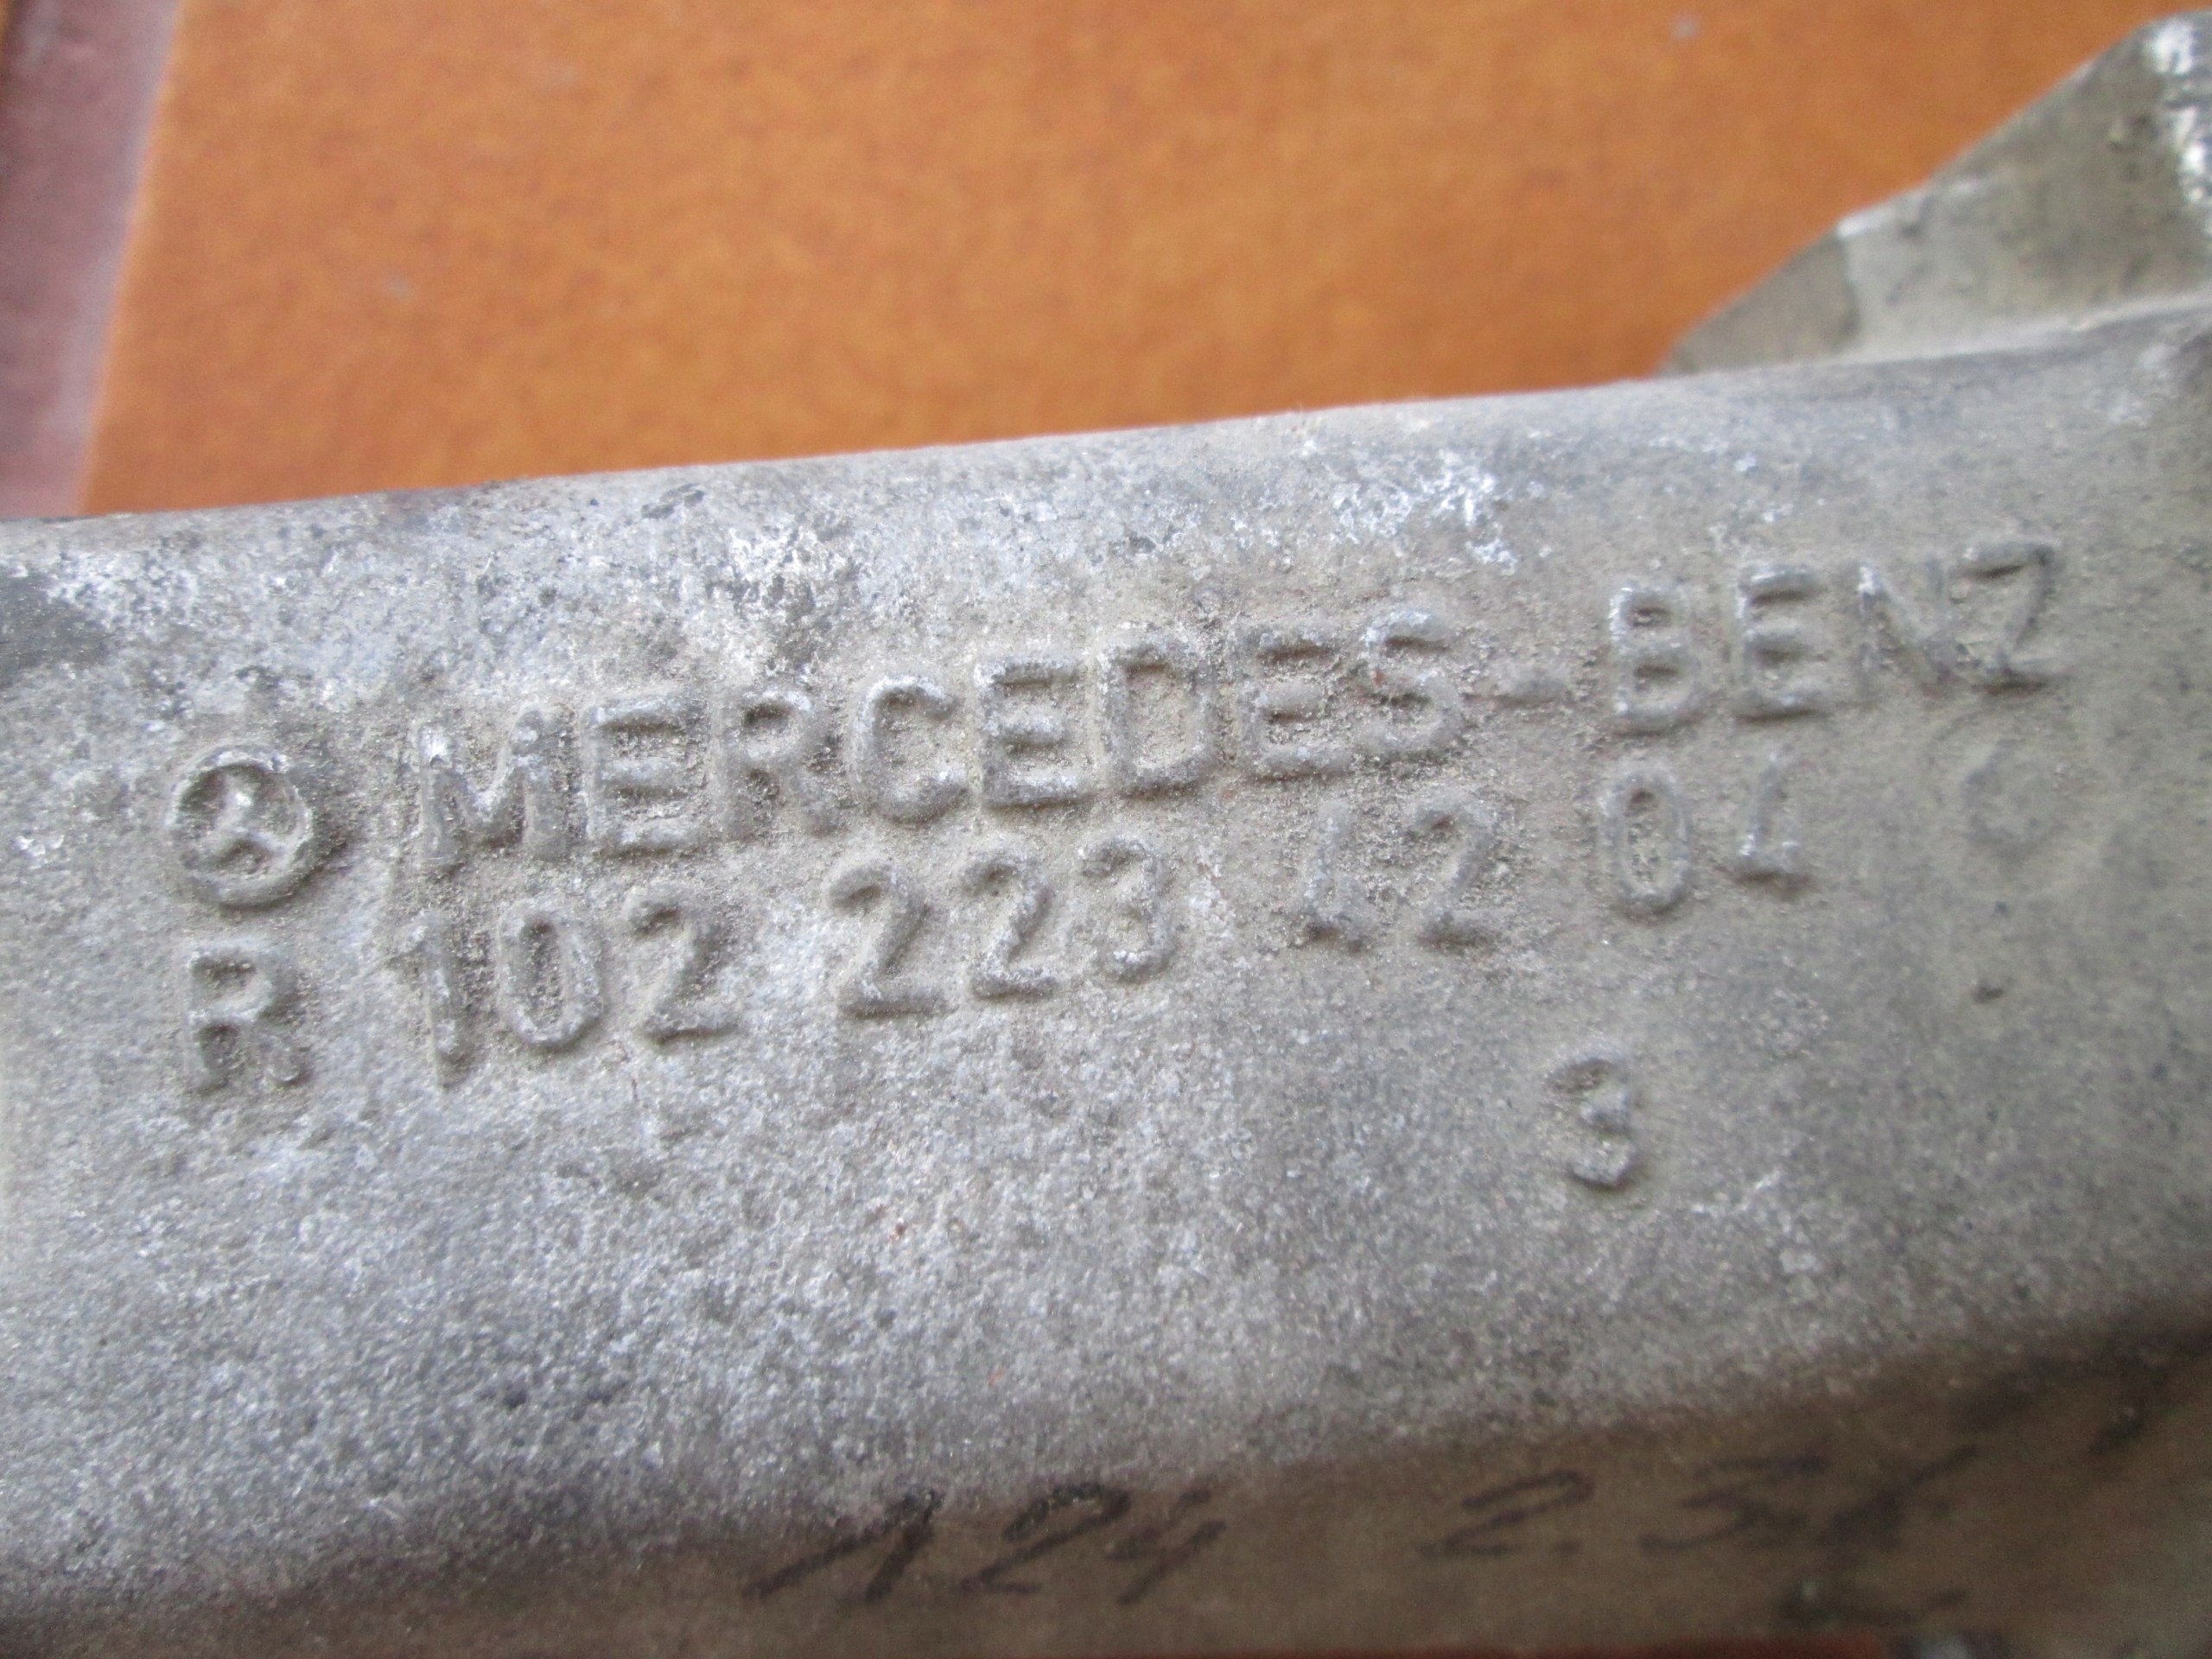 MERCEDES-BENZ
R 102 223 42 04
3
124 2.3